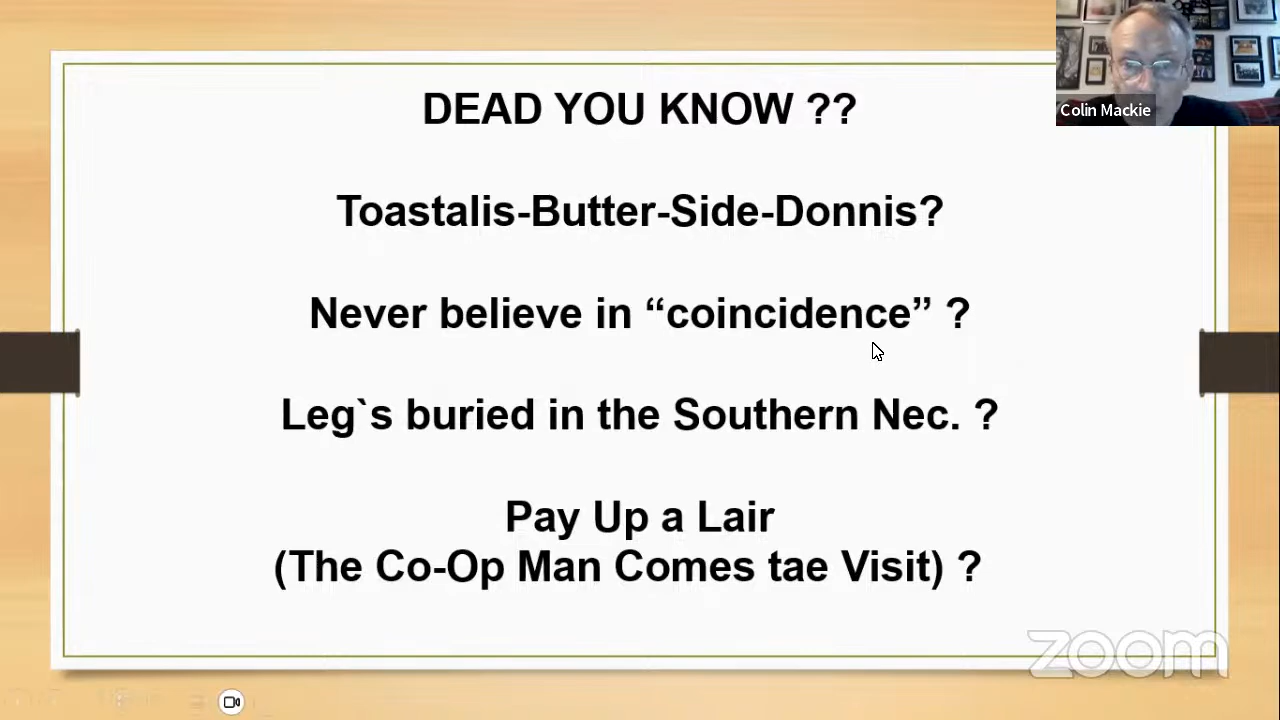 DEAD YOU KNOW ??
Toastalis-Butter-Side-Donnis?
Never believe in “coincidence” ?
Leg`s buried in the Southern Nec. ?
Pay Up a Lair
(The Co-Op Man Comes tae Visit) ?
Colin Mackie
zoom